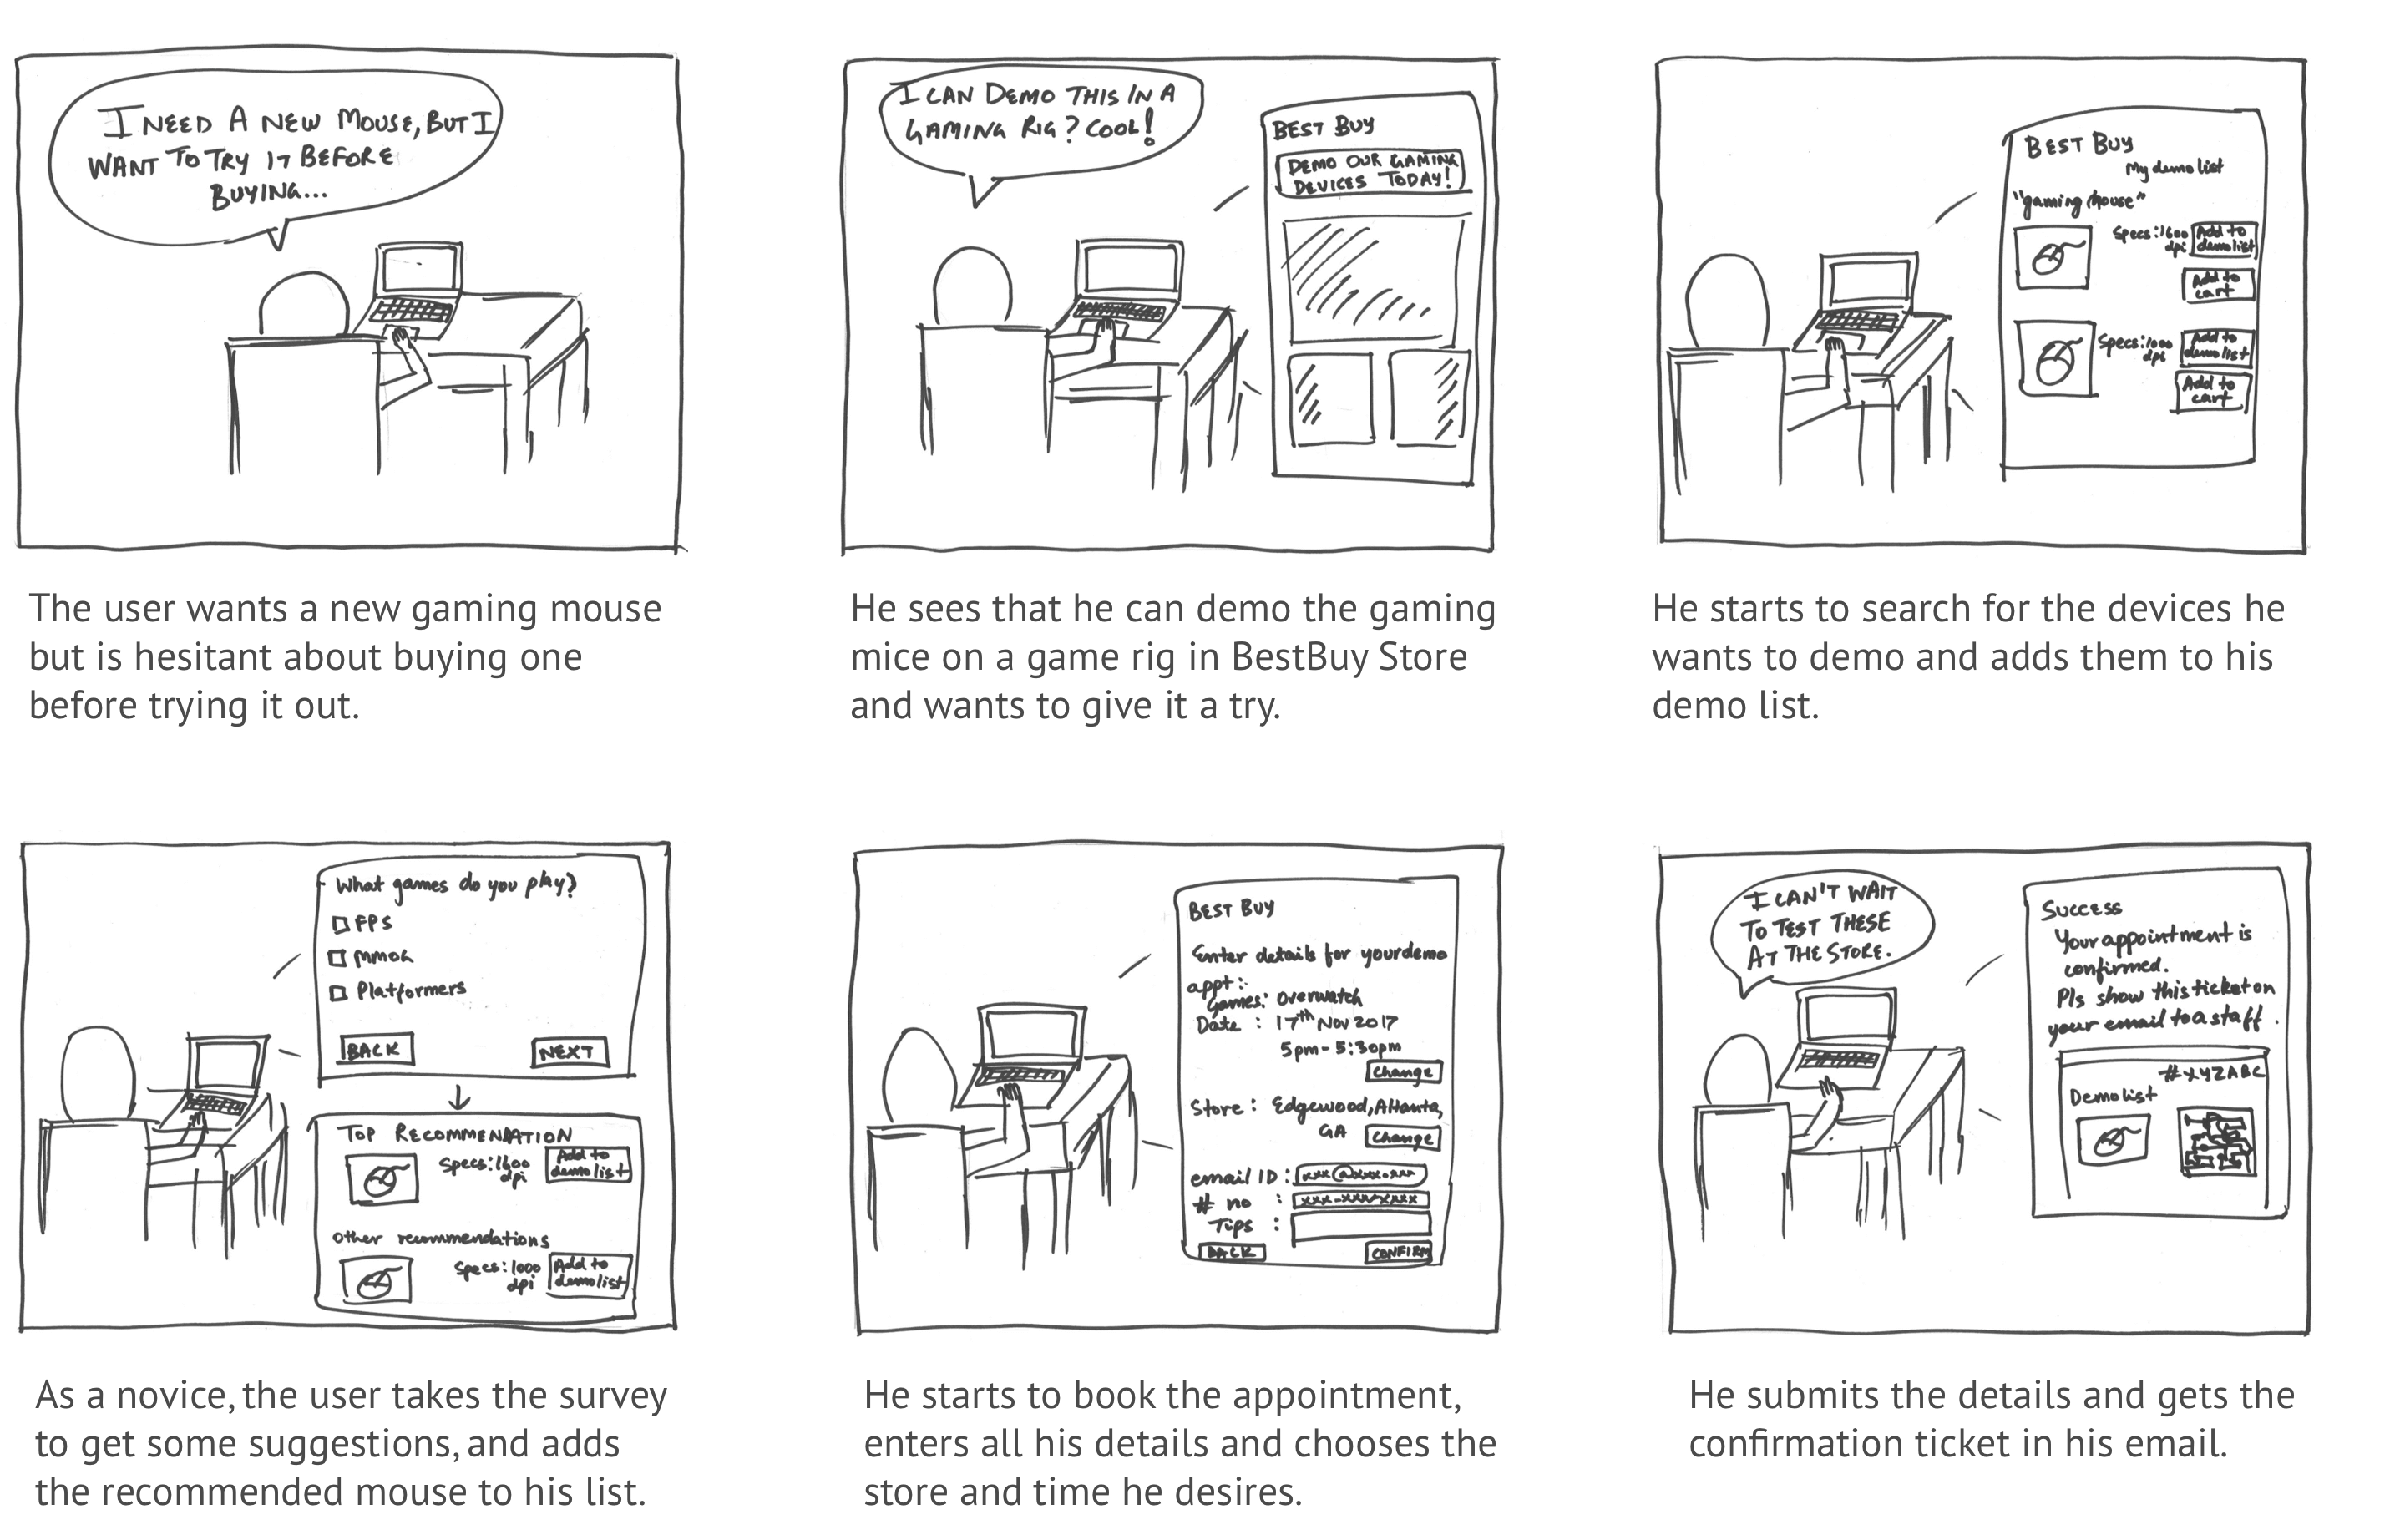 I NEED A NEW MOUSE, BUT I
WANT TO TRY IT BEFORE
BUYING...
The user wants a new gaming mouse
but is hesitant about buying one
before trying it out.
I CAN DEMO THIS IN A
GAMING RIG? COOL!
BEST BUY
DEMO OUR GAMING
DEVICES TODAY!
He sees that he can demo the gaming
mice on a game rig in BestBuy Store
and wants to give it a try.
BEST BUY
My demo list
"gaming mouse"
Specs: 1600
dpi
Add to
demo list
Add to
cart
Specs: 1000
dpi
Add to
demo list
Add to
cart
He starts to search for the devices he
wants to demo and adds them to his
demo list.
What games do you play?
FPS
MMOG
Platformers
BACK
NEXT
TOP RECOMMENDATION
Specs: 1600
dpi
Add to
demo list
Other recommendations
Specs: 1000
dpi
Add to
demo list
As a novice, the user takes the survey
to get some suggestions, and adds
the recommended mouse to his list.
BEST BUY
Enter details for your demo
appt:
Games: Overwatch
Date : 17th Nov 2017
5pm - 5:30pm
Change
Store : Edgewood, Atlanta,
GA
Change
email ID : xxx@xxx.xxx
# no : xxx-xxx-xxxx
Tips :
BACK
CONFIRM
He starts to book the appointment,
enters all his details and chooses the
store and time he desires.
I CAN'T WAIT
TO TEST THESE
AT THE STORE.
SUCCESS
Your appointment is
confirmed.
Pls show this ticket on
your email to a staff.
#XYZABC
Demo list
He submits the details and gets the
confirmation ticket in his email.